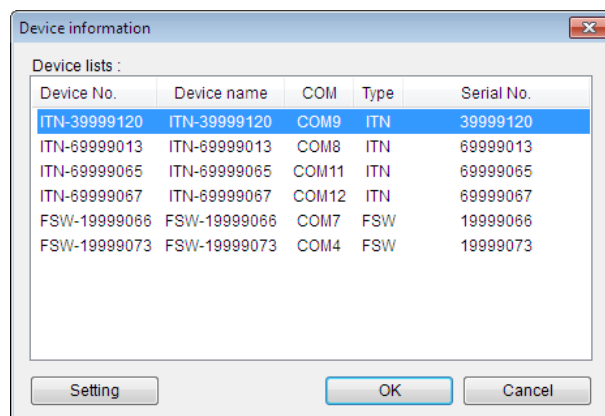 Device information
Device lists :
Device No. Device name COM Type Serial No.
ITN-39999120 ITN-39999120 COM9 ITN 39999120
ITN-69999013 ITN-69999013 COM8 ITN 69999013
ITN-69999065 ITN-69999065 COM11 ITN 69999065
ITN-69999067 ITN-69999067 COM12 ITN 69999067
FSW-19999066 FSW-19999066 COM7 FSW 19999066
FSW-19999073 FSW-19999073 COM4 FSW 19999073
Setting OK Cancel